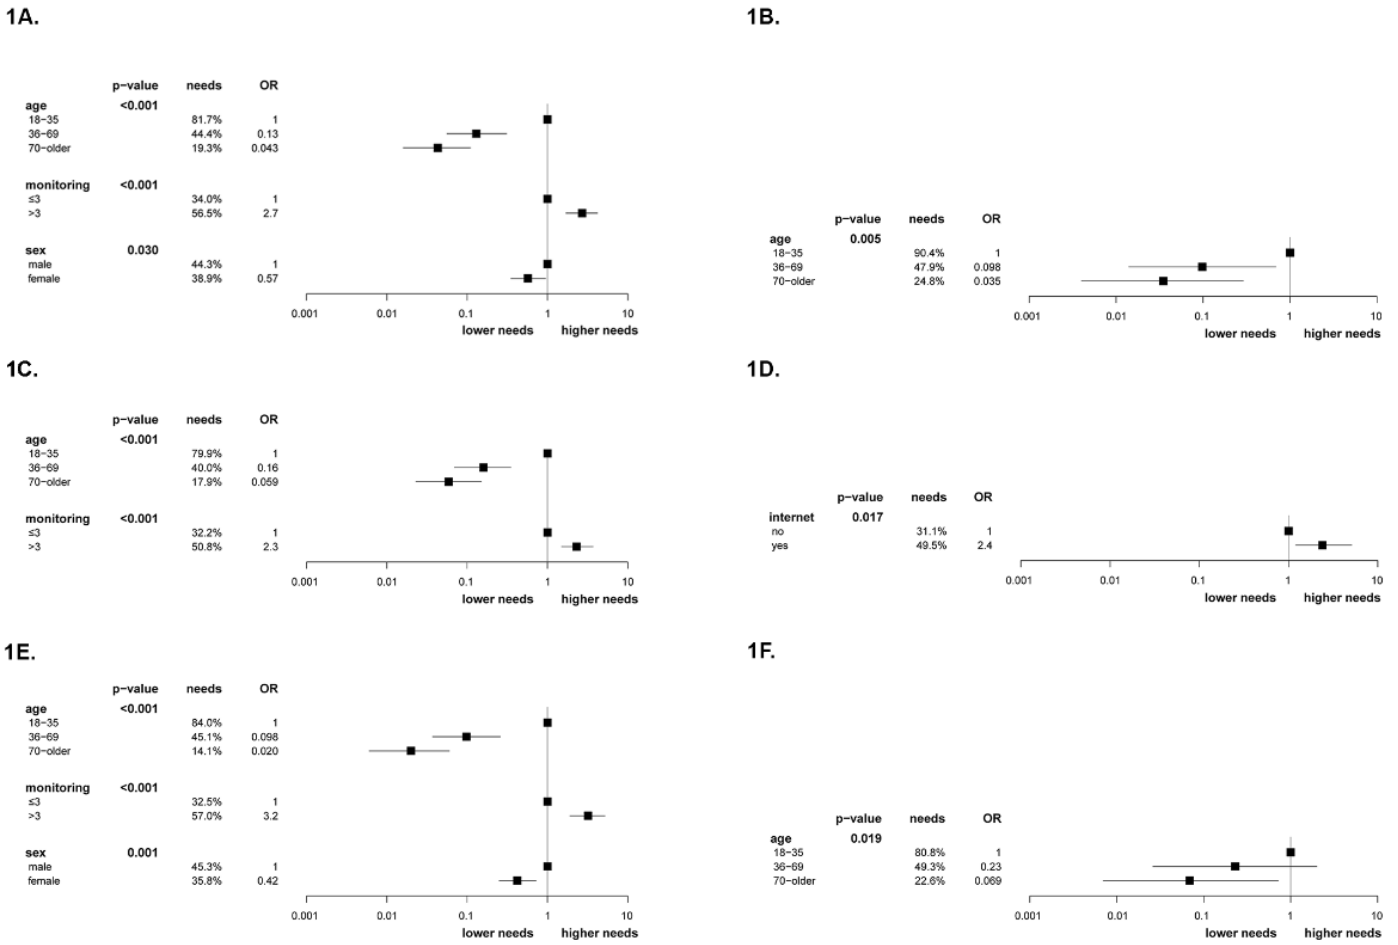 1A.
p−value needs OR
age <0.001
18−35 81.7% 1
36−69 44.4% 0.13
70−older 19.3% 0.043
monitoring <0.001
≤3 34.0% 1
>3 56.5% 2.7
sex 0.030
male 44.3% 1
female 38.9% 0.57
0.001 0.01 0.1 1 10
lower needs higher needs
1B.
p−value needs OR
age 0.005
18−35 90.4% 1
36−69 47.9% 0.098
70−older 24.8% 0.035
0.001 0.01 0.1 1 10
lower needs higher needs
1C.
p−value needs OR
age <0.001
18−35 79.9% 1
36−69 40.0% 0.16
70−older 17.9% 0.059
monitoring <0.001
≤3 32.2% 1
>3 50.8% 2.3
0.001 0.01 0.1 1 10
lower needs higher needs
1D.
p−value needs OR
internet 0.017
no 31.1% 1
yes 49.5% 2.4
0.001 0.01 0.1 1 10
lower needs higher needs
1E.
p−value needs OR
age <0.001
18−35 84.0% 1
36−69 45.1% 0.098
70−older 14.1% 0.020
monitoring <0.001
≤3 32.5% 1
>3 57.0% 3.2
sex 0.001
male 45.3% 1
female 35.8% 0.42
0.001 0.01 0.1 1 10
lower needs higher needs
1F.
p−value needs OR
age 0.019
18−35 80.8% 1
36−69 49.3% 0.23
70−older 22.6% 0.069
0.001 0.01 0.1 1 10
lower needs higher needs